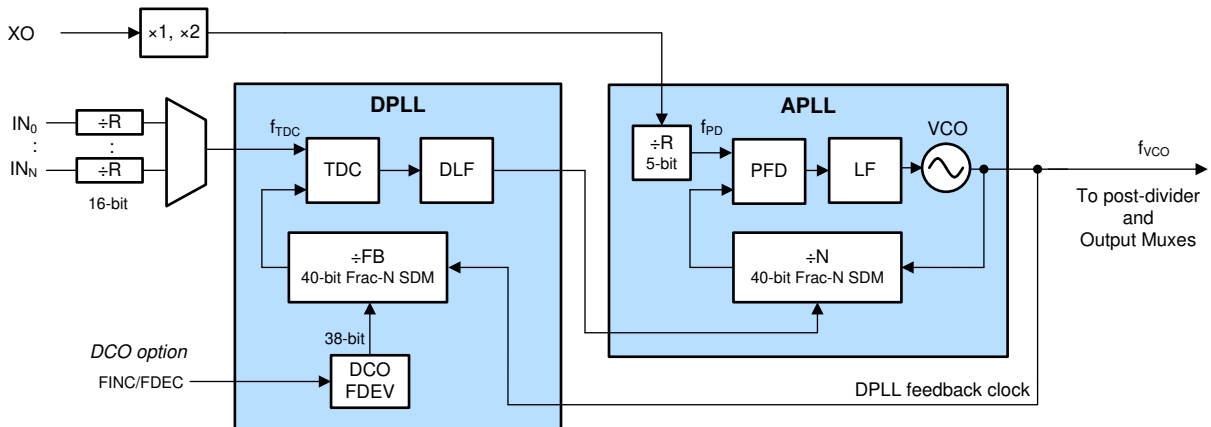 XO
×1, ×2
DPLL
APLL
IN0
:
INN
÷R
:
÷R
16-bit
fTDC
TDC
DLF
÷R
5-bit
fPD
PFD
LF
VCO
fVCO
To post-divider
and
Output Muxes
÷FB
40-bit Frac-N SDM
÷N
40-bit Frac-N SDM
38-bit
DCO option
FINC/FDEC
DCO
FDEV
DPLL feedback clock